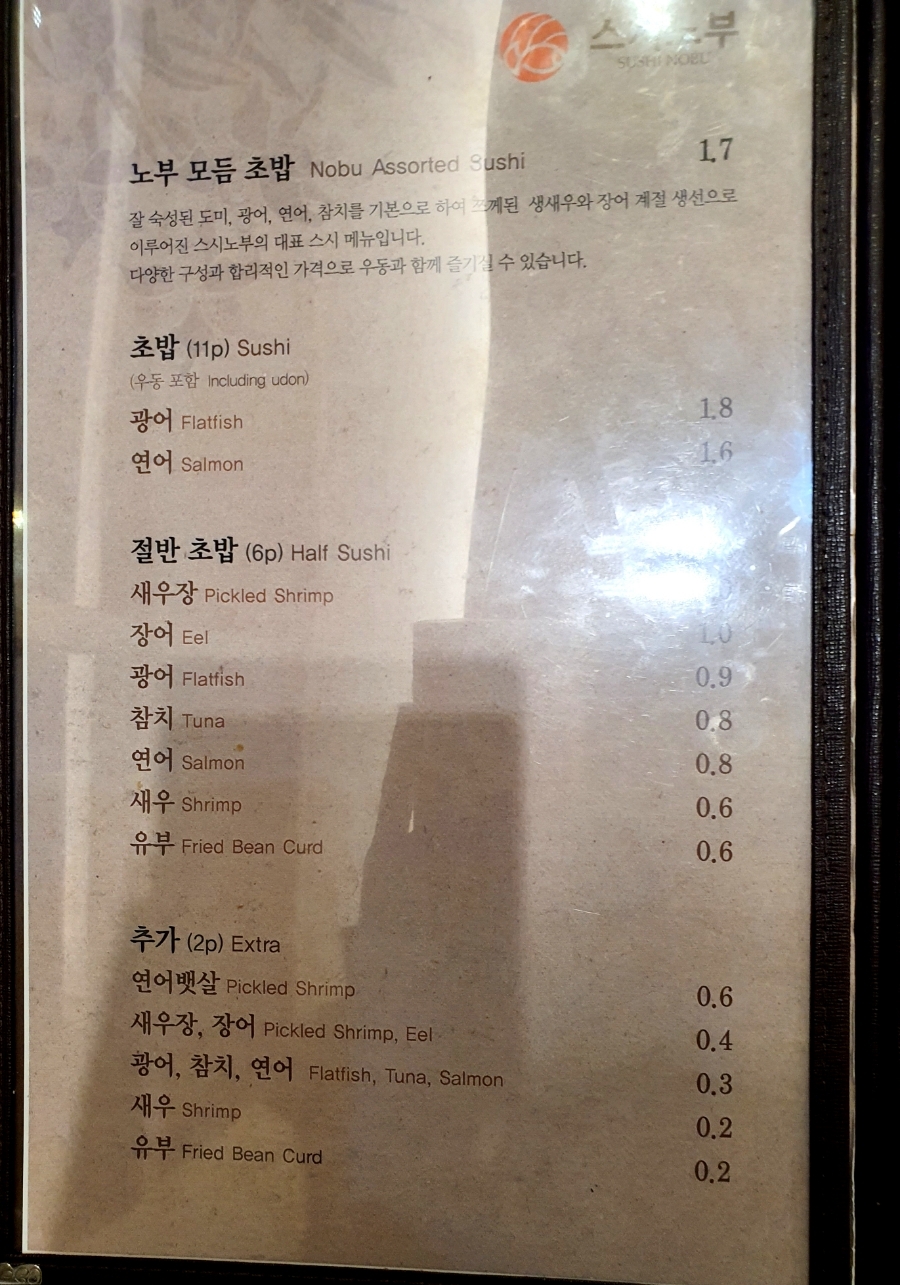 스시노부
SUSHI NOBU
노부 모듬 초밥 Nobu Assorted Sushi 1.7
잘 숙성된 도미, 광어, 연어, 참치를 기본으로 하여 쪄낸 생새우와 장어 계절 생선으로
이루어진 스시노부의 대표 스시 메뉴입니다.
다양한 구성과 합리적인 가격으로 우동과 함께 즐기실 수 있습니다.
초밥 (11p) Sushi
(우동 포함 Including udon)
광어 Flatfish 1.8
연어 Salmon 1.6
절반 초밥 (6p) Half Sushi
새우장 Pickled Shrimp
장어 Eel 1.0
광어 Flatfish 0.9
참치 Tuna 0.8
연어 Salmon 0.8
새우 Shrimp 0.6
유부 Fried Bean Curd 0.6
추가 (2p) Extra
연어뱃살 Pickled Shrimp 0.6
새우장, 장어 Pickled Shrimp, Eel 0.4
광어, 참치, 연어 Flatfish, Tuna, Salmon 0.3
새우 Shrimp 0.2
유부 Fried Bean Curd 0.2